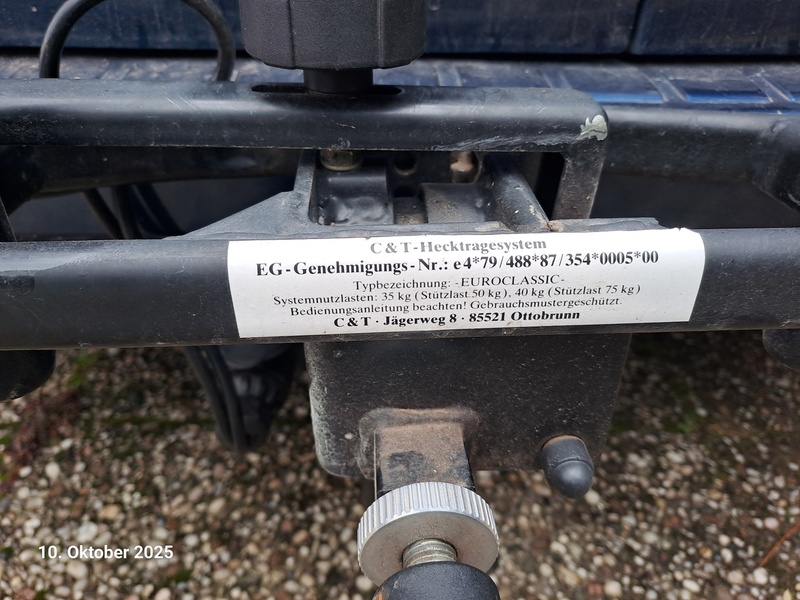 C&T-Hecktragesystem
EG-Genehmigungs-Nr.: e4*79/488*87/354*0005*00
Typbezeichnung: -EUROCLASSIC-
Systemnutzlasten: 35 kg (Stützlast 50 kg), 40 kg (Stützlast 75 kg)
Bedienungsanleitung beachten! Gebrauchsmustergeschützt.
C&T · Jägerweg 8 · 85521 Ottobrunn
10. Oktober 2025